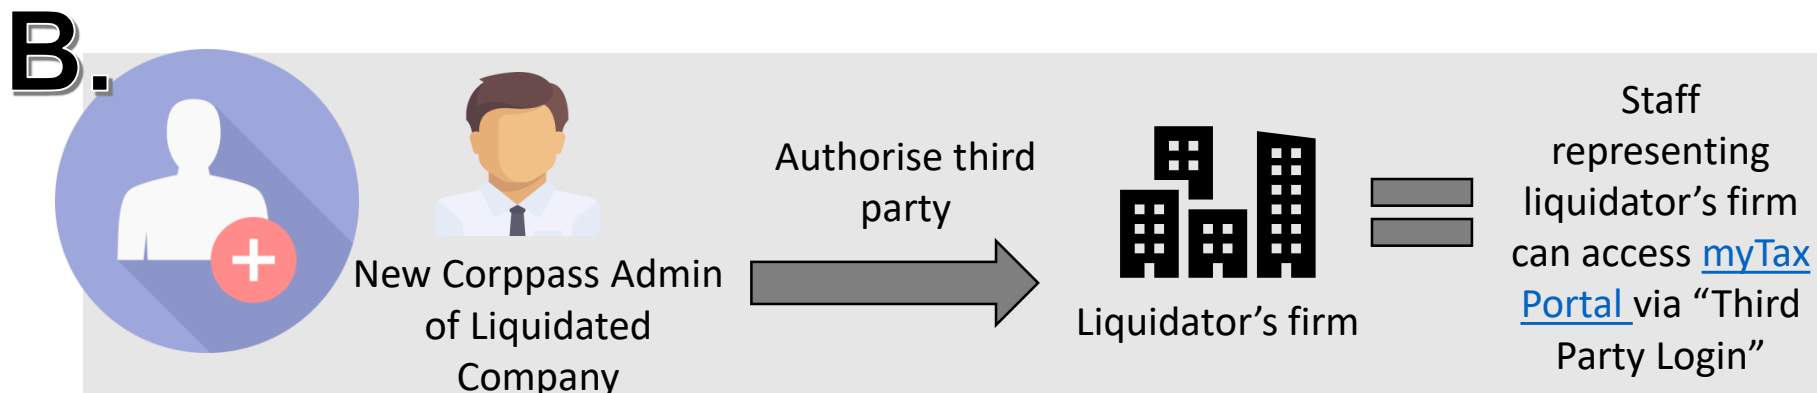 B.
New Corppass Admin
of Liquidated
Company
Authorise third
party
Liquidator’s firm
Staff
representing
liquidator’s firm
can access myTax
Portal via “Third
Party Login”